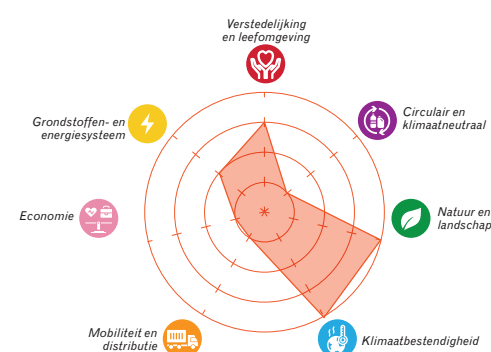 Verstedelijking
en leefomgeving
Circulair en
klimaatneutraal
Grondstoffen- en
energiesysteem
Economie
Natuur en
landschap
Mobiliteit en
distributie
Klimaatbestendigheid